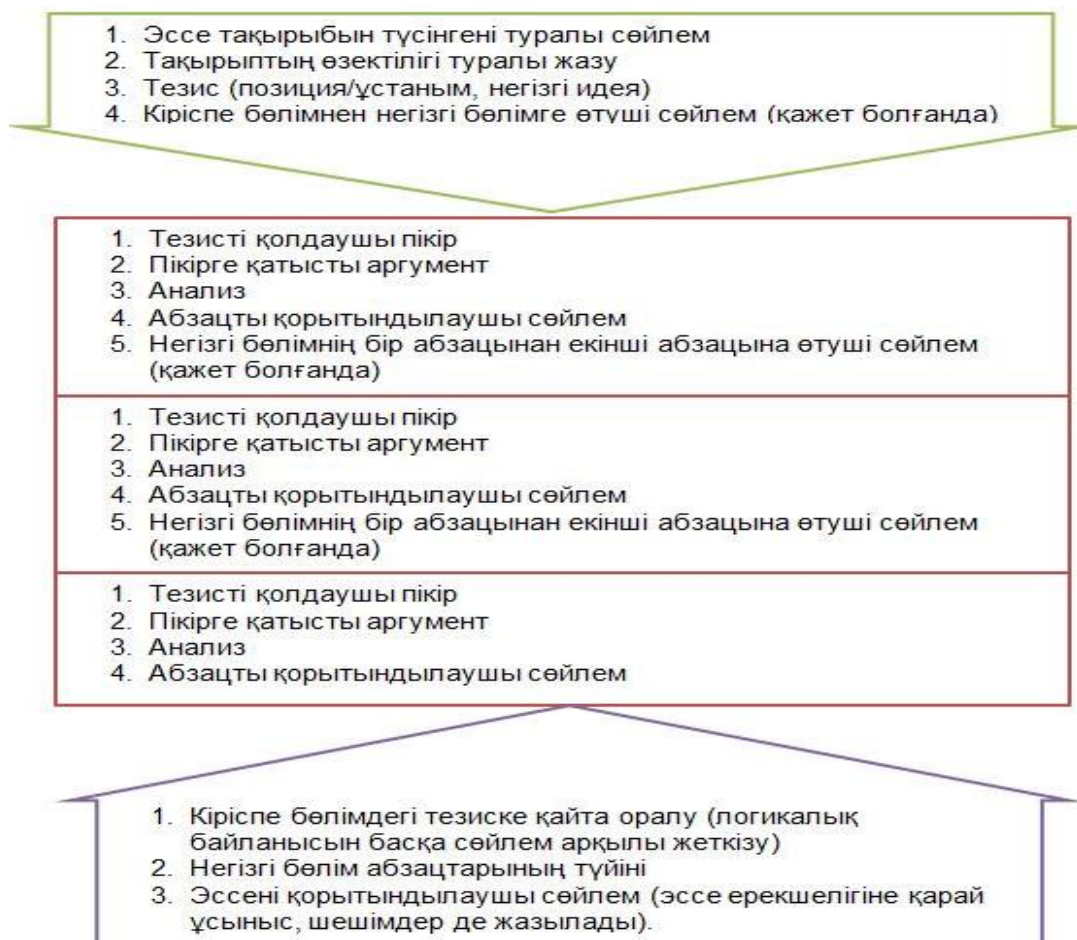 1. Эссе тақырыбын түсінгені туралы сөйлем
2. Тақырыптың өзектілігі туралы жазу
3. Тезис (позиция/ұстаным, негізгі идея)
4. Кіріспе бөлімнен негізгі бөлімге өтуші сөйлем (қажет болғанда)
1. Тезисті қолдаушы пікір
2. Пікірге қатысты аргумент
3. Анализ
4. Абзацты қорытындылаушы сөйлем
5. Негізгі бөлімнің бір абзацынан екінші абзацына өтуші сөйлем
(қажет болғанда)
1. Тезисті қолдаушы пікір
2. Пікірге қатысты аргумент
3. Анализ
4. Абзацты қорытындылаушы сөйлем
5. Негізгі бөлімнің бір абзацынан екінші абзацына өтуші сөйлем
(қажет болғанда)
1. Тезисті қолдаушы пікір
2. Пікірге қатысты аргумент
3. Анализ
4. Абзацты қорытындылаушы сөйлем
1. Кіріспе бөлімдегі тезиске қайта оралу (логикалық
байланысын басқа сөйлем арқылы жеткізу)
2. Негізгі бөлім абзацтарының түйіні
3. Эссені қорытындылаушы сөйлем (эссе ерекшелігіне қарай
ұсыныс, шешімдер де жазылады).